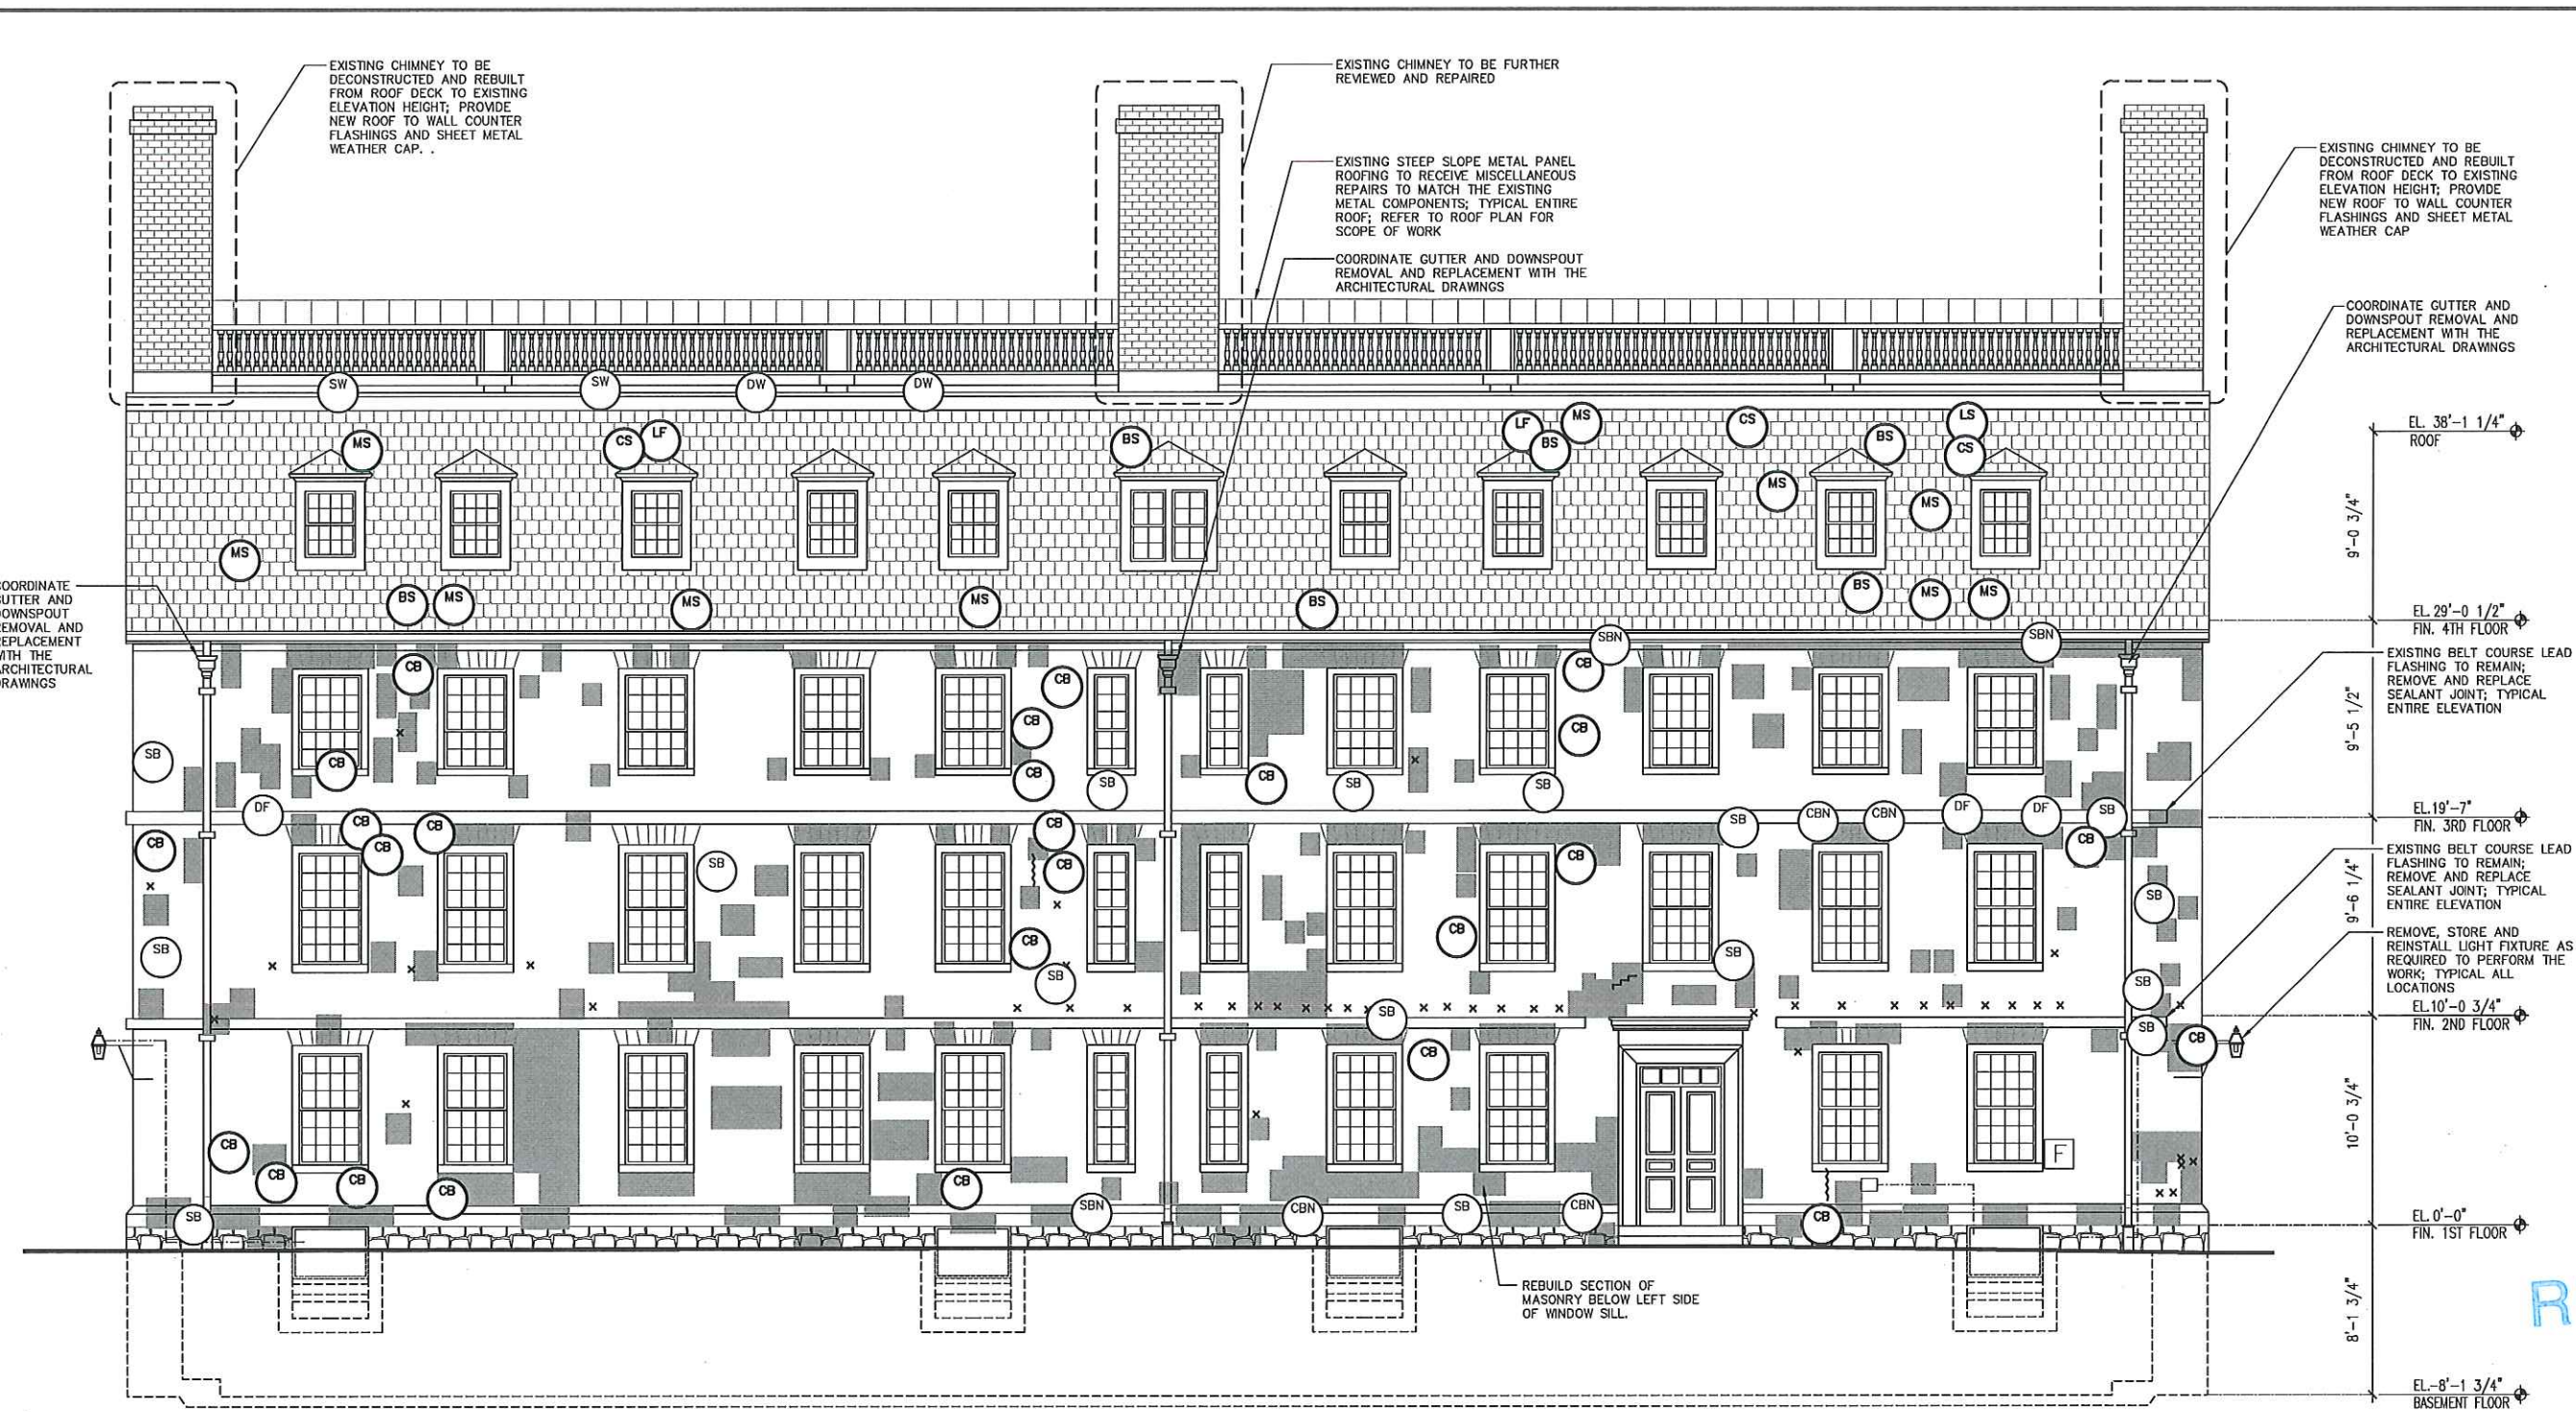 EXISTING CHIMNEY TO BE
DECONSTRUCTED AND REBUILT
FROM ROOF DECK TO EXISTING
ELEVATION HEIGHT; PROVIDE
NEW ROOF TO WALL COUNTER
FLASHINGS AND SHEET METAL
WEATHER CAP. .
EXISTING CHIMNEY TO BE FURTHER
REVIEWED AND REPAIRED
EXISTING STEEP SLOPE METAL PANEL
ROOFING TO RECEIVE MISCELLANEOUS
REPAIRS TO MATCH THE EXISTING
METAL COMPONENTS; TYPICAL ENTIRE
ROOF; REFER TO ROOF PLAN FOR
SCOPE OF WORK
COORDINATE GUTTER AND DOWNSPOUT
REMOVAL AND REPLACEMENT WITH THE
ARCHITECTURAL DRAWINGS
EXISTING CHIMNEY TO BE
DECONSTRUCTED AND REBUILT
FROM ROOF DECK TO EXISTING
ELEVATION HEIGHT; PROVIDE
NEW ROOF TO WALL COUNTER
FLASHINGS AND SHEET METAL
WEATHER CAP
COORDINATE GUTTER AND
DOWNSPOUT REMOVAL AND
REPLACEMENT WITH THE
ARCHITECTURAL DRAWINGS
SW SW DW DW
MS CS LF BS LF BS MS CS BS LS CS
MS MS
MS
BS MS MS MS BS BS MS MS
EL. 38'-1 1/4"
ROOF
9'-0 3/4"
EL. 29'-0 1/2"
FIN. 4TH FLOOR
COORDINATE
GUTTER AND
DOWNSPOUT
REMOVAL AND
REPLACEMENT
WITH THE
ARCHITECTURAL
DRAWINGS
SBN SBN
CB CB CB
CB CB
SB CB CB SB CB SB SB
EXISTING BELT COURSE LEAD
FLASHING TO REMAIN;
REMOVE AND REPLACE
SEALANT JOINT; TYPICAL
ENTIRE ELEVATION
9'-5 1/2"
EL.19'-7"
FIN. 3RD FLOOR
DF CB CB CB SB CBN CBN DF DF SB
CB CB SB CB CB CB
SB
CB CB
SB CB SB SB
SB SB
EXISTING BELT COURSE LEAD
FLASHING TO REMAIN;
REMOVE AND REPLACE
SEALANT JOINT; TYPICAL
ENTIRE ELEVATION
9'-6 1/4"
REMOVE, STORE AND
REINSTALL LIGHT FIXTURE AS
REQUIRED TO PERFORM THE
WORK; TYPICAL ALL
LOCATIONS
EL.10'-0 3/4"
FIN. 2ND FLOOR
SB SB CB
CB
10'-0 3/4"
F
CB
CB CB CB CB
SB SBN CBN SB CBN CB
EL. 0'-0"
FIN. 1ST FLOOR
REBUILD SECTION OF
MASONRY BELOW LEFT SIDE
OF WINDOW SILL.
8'-1 3/4"
R
EL.-8'-1 3/4"
BASEMENT FLOOR